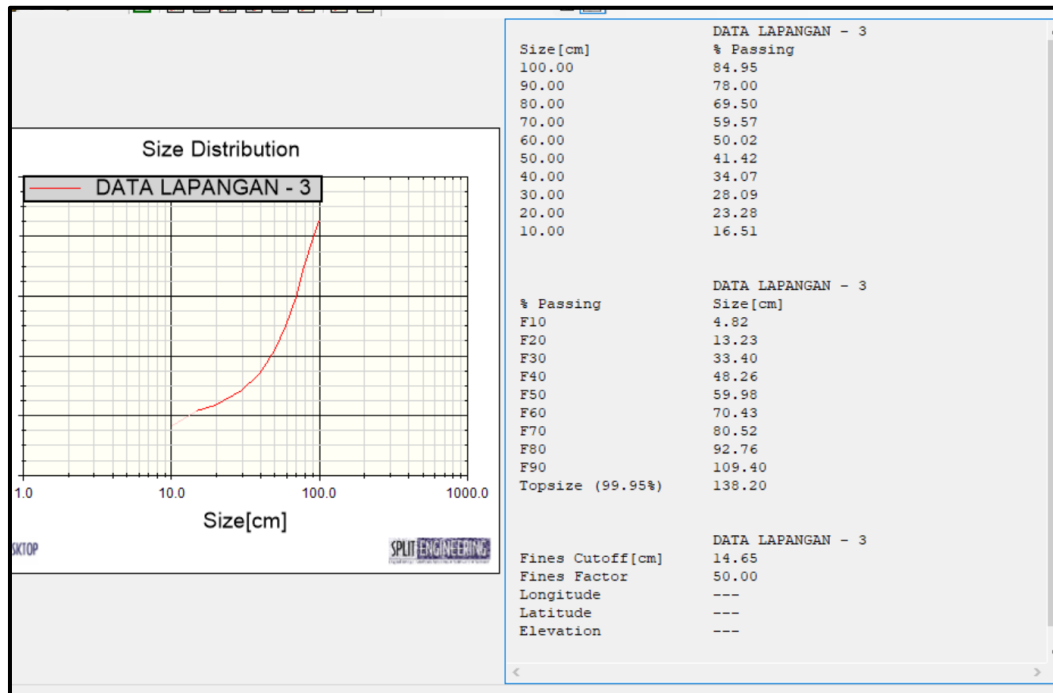 Size Distribution
DATA LAPANGAN - 3
1.0 10.0 100.0 1000.0
Size[cm]
SKTOP
SPLIT ENGINEERING
DATA LAPANGAN - 3
Size[cm] % Passing
100.00 84.95
90.00 78.00
80.00 69.50
70.00 59.57
60.00 50.02
50.00 41.42
40.00 34.07
30.00 28.09
20.00 23.28
10.00 16.51
DATA LAPANGAN - 3
% Passing Size[cm]
F10 4.82
F20 13.23
F30 33.40
F40 48.26
F50 59.98
F60 70.43
F70 80.52
F80 92.76
F90 109.40
Topsize (99.95%) 138.20
DATA LAPANGAN - 3
Fines Cutoff[cm] 14.65
Fines Factor 50.00
Longitude ---
Latitude ---
Elevation ---